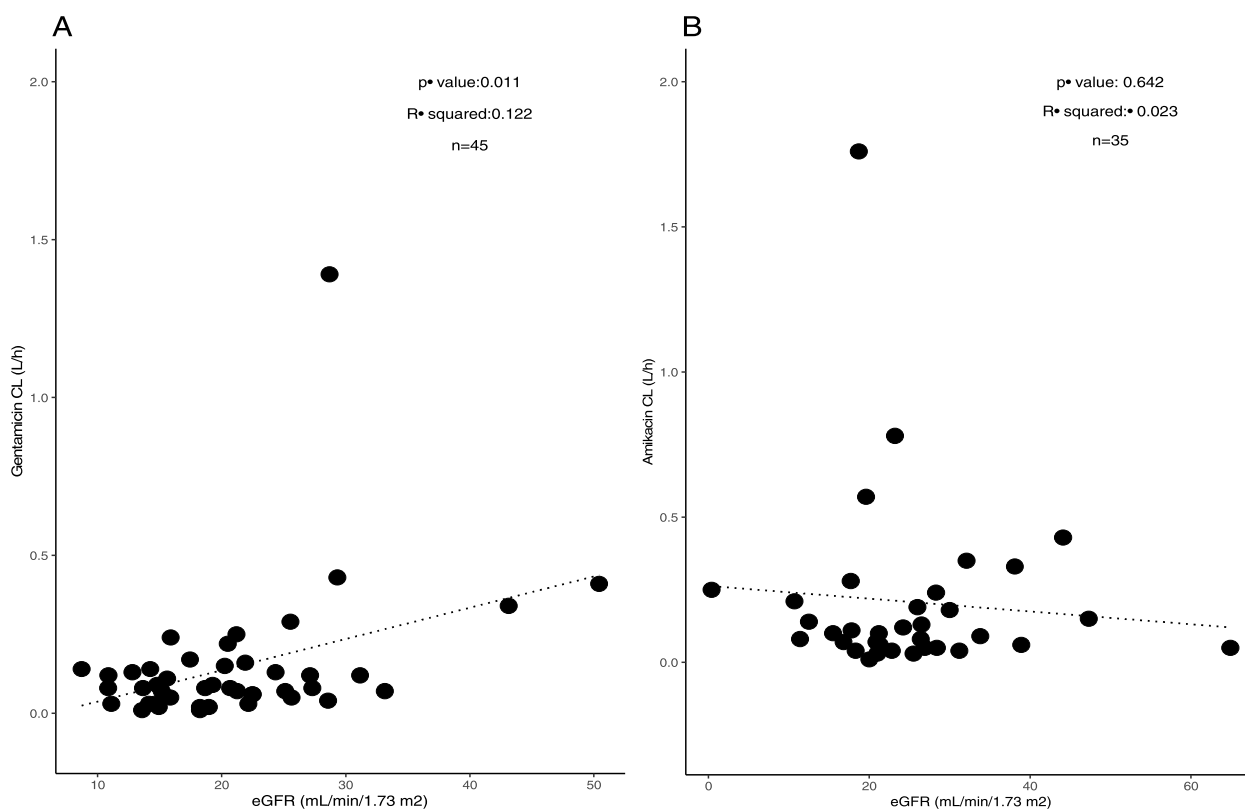 A
p• value:0.011
R• squared:0.122
n=45
2.0
1.5
1.0
0.5
0.0
Gentamicin CL (L/h)
10 20 30 40 50
eGFR (mL/min/1.73 m2)
B
p• value: 0.642
R• squared:• 0.023
n=35
2.0
1.5
1.0
0.5
0.0
Amikacin CL (L/h)
0 20 40 60
eGFR (mL/min/1.73 m2)